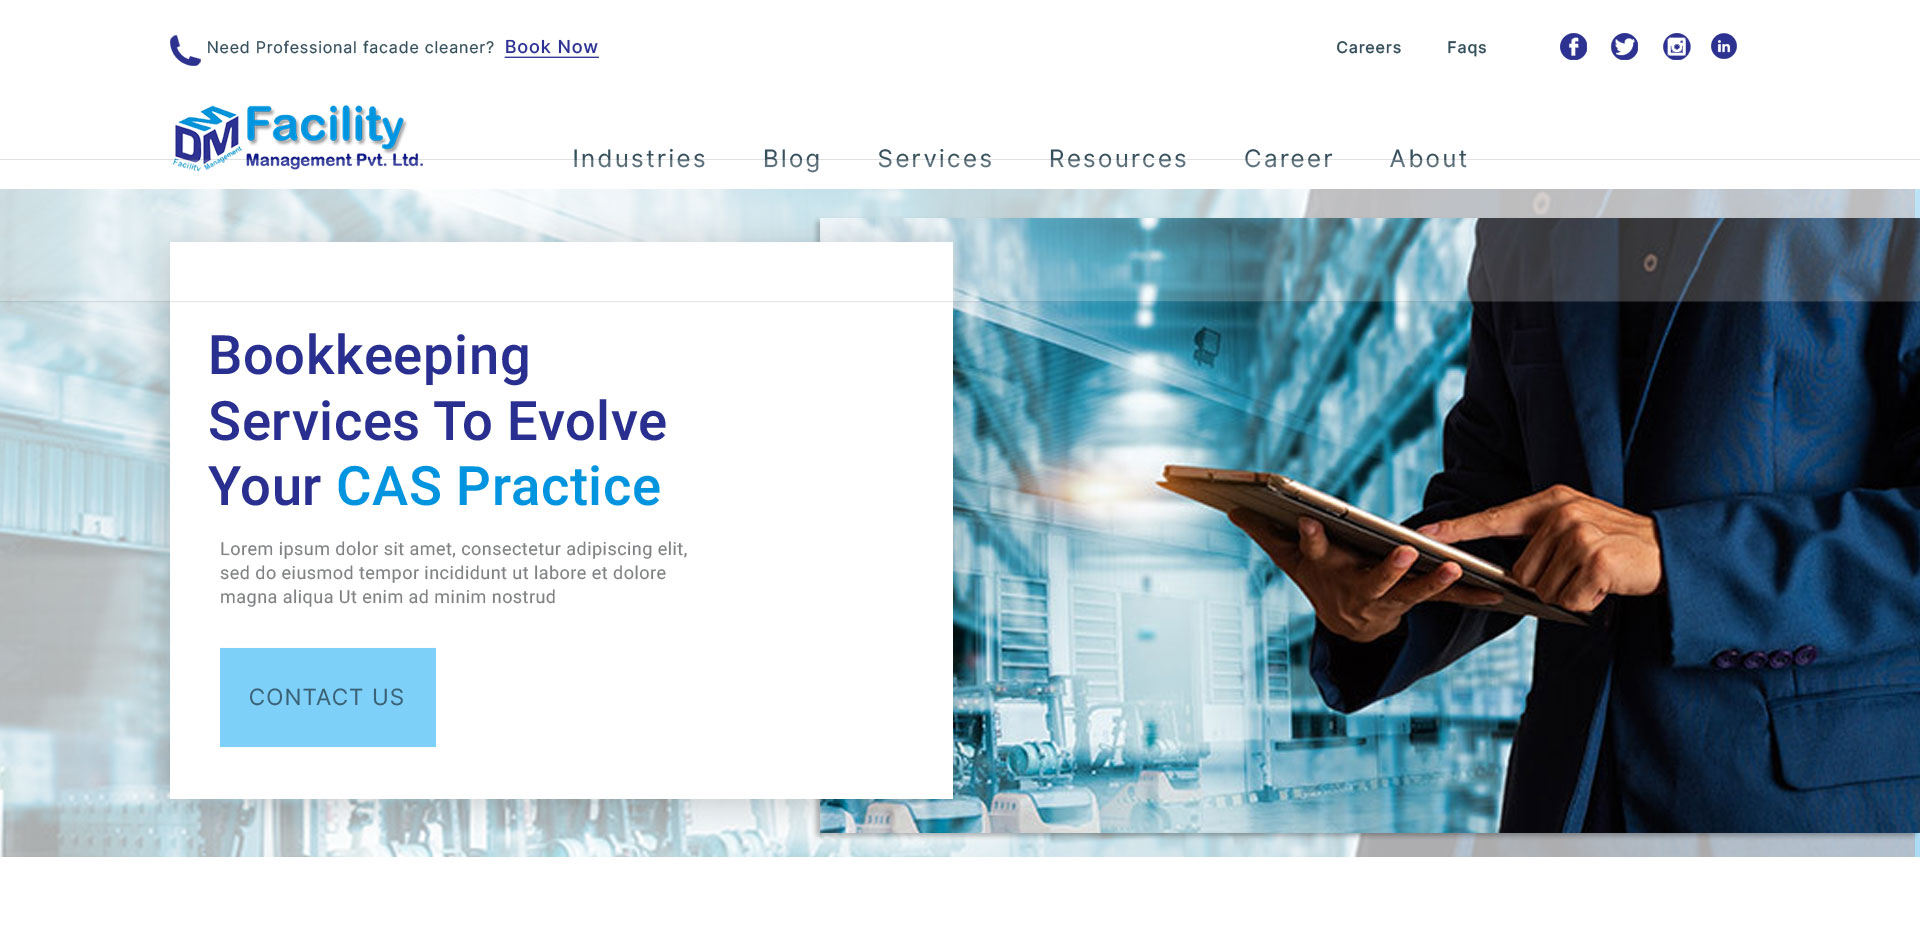 Need Professional facade cleaner? Book Now
Careers Faqs
DMM Facility
Facility Management
Management Pvt. Ltd.
Industries Blog Services Resources Career About
Bookkeeping
Services To Evolve
Your CAS Practice
Lorem ipsum dolor sit amet, consectetur adipiscing elit,
sed do eiusmod tempor incididunt ut labore et dolore
magna aliqua Ut enim ad minim nostrud
CONTACT US
1